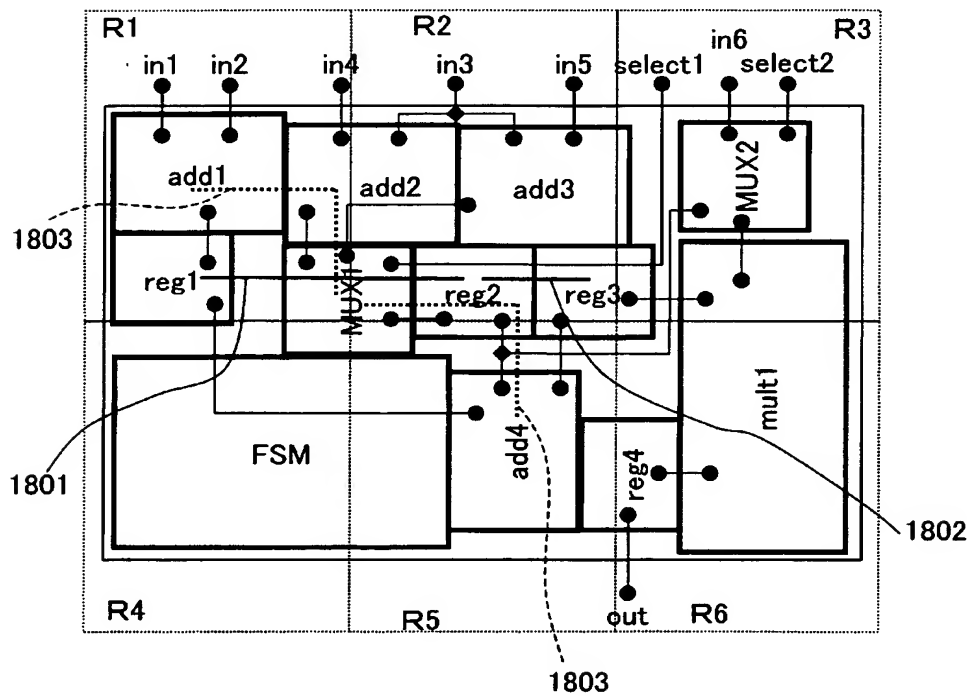 R1
R2
R3
in1
in2
in4
in3
in5
select1
in6
select2
add1
add2
add3
MUX2
1803
reg1
MUX1
reg2
reg3
mult1
FSM
add4
reg4
1801
1802
R4
R5
out
R6
1803